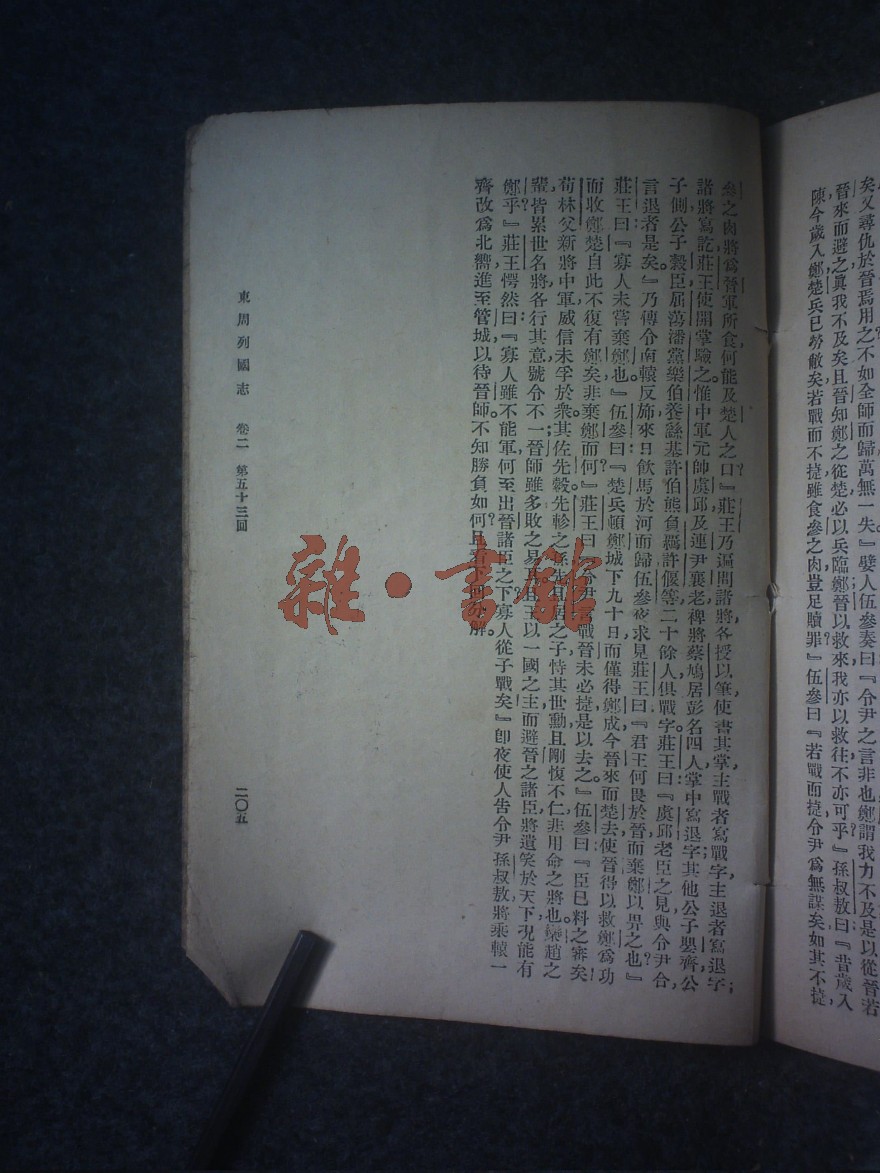 矣又尋仇於晉焉用之不如全師而歸萬無一失』嬖人伍參奏曰『令尹之言非也鄭謂我力不及是以從晉若
晉來而避之眞我不及矣且晉知鄭之從楚必以兵臨鄭晉以救來我亦以救往不亦可乎』孫叔敖曰『昔歲入
陳今歲入鄭楚兵已勞敝矣若戰而不捷雖食參之肉豈足贖罪』伍參曰『若戰而捷令尹爲無謀矣如其不捷
參之肉將爲晉軍所食何能及楚人之口』莊王乃遍問諸將各授以筆使書其掌主戰者寫戰字主退者寫退字；
諸將寫訖莊王使開掌驗之惟中軍元帥虞邱及連尹襄老裨將蔡鳩居彭名四人掌中寫退字；其他公子嬰齊公
子側公子穀臣屈蕩潘黨樂伯養繇基許伯熊負羈許偃等二十餘人俱戰字莊王曰：『虞邱老臣之見與令尹合，
言退者是矣』乃傳令南轅反旆來日飮馬於河而歸伍參夜求見莊王曰『君王何畏於晉而棄鄭以畀之也』
莊王曰『寡人未嘗棄鄭也』伍參曰『楚兵頓鄭城下九十日而僅得鄭成今晉來而楚去使晉得以救鄭爲功
而收鄭楚自此不復有鄭矣非棄鄭而何』莊王曰『令尹言戰晉未必捷是以去之』伍參曰『臣已料之審矣
荀林父新將中軍威信未孚於衆其佐先縠先軫之孫先且居之子恃其世勳且剛愎不仁非用命之將也欒趙之
輩皆累世名將各行其意號令不一晉師雖多敗之易耳且王以一國之主而避晉之諸臣將遺笑於天下況能有
鄭乎』莊王愕然曰『寡人雖不能軍何至出晉諸臣之下寡人從子戰矣』卽夜使人吿令尹孫叔敖將乘轅一
齊改爲北嚮進至管城以待晉師不知勝負如何且看下回分解
東周列國志 卷二 第五十三回
二〇五
雜·書館